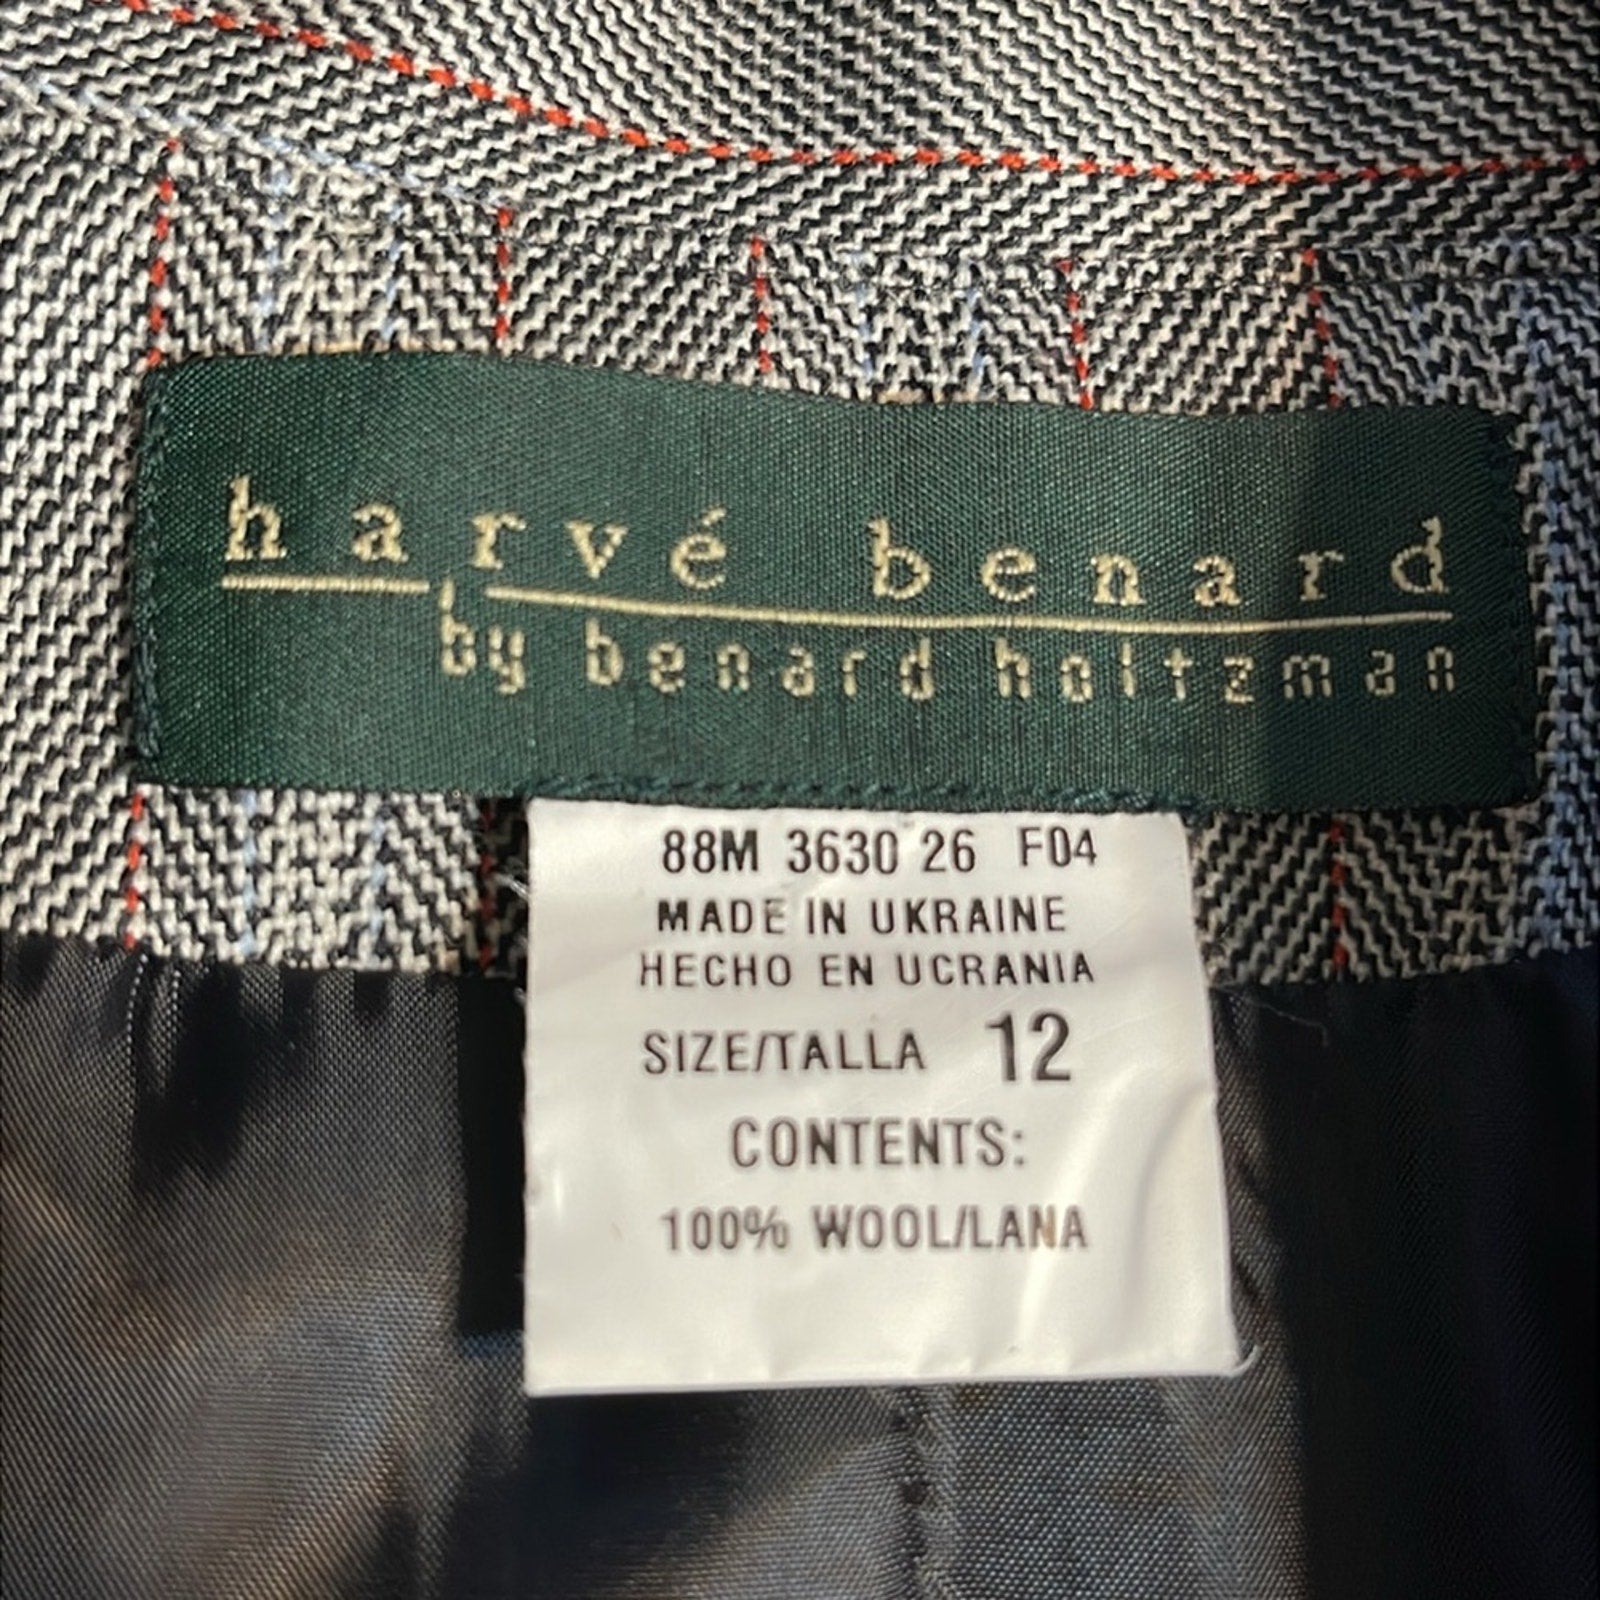 harvé benard
by benard holtzman
88M 3630 26 F04
MADE IN UKRAINE
HECHO EN UCRANIA
SIZE/TALLA 12
CONTENTS:
100% WOOL/LANA